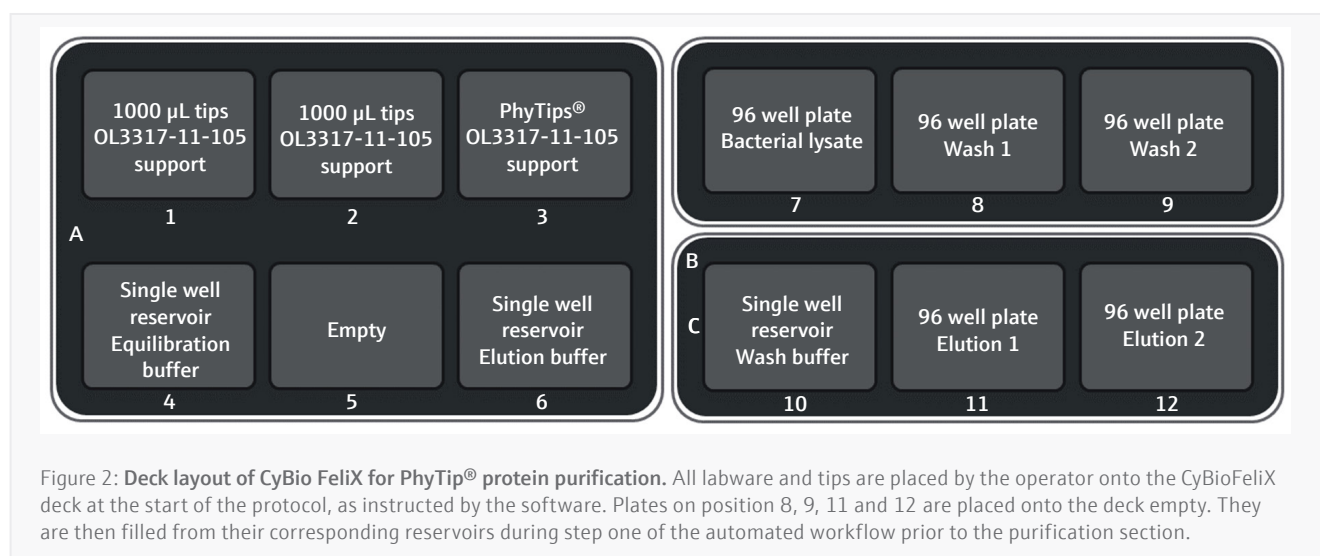 1000 µL tips
OL3317-11-105
support
1
1000 µL tips
OL3317-11-105
support
2
PhyTips®
OL3317-11-105
support
3
A
Single well
reservoir
Equilibration
buffer
4
Empty
5
Single well
reservoir
Elution buffer
6
96 well plate
Bacterial lysate
7
96 well plate
Wash 1
8
96 well plate
Wash 2
9
B
C
Single well
reservoir
Wash buffer
10
96 well plate
Elution 1
11
96 well plate
Elution 2
12
Figure 2: Deck layout of CyBio FeliX for PhyTip® protein purification. All labware and tips are placed by the operator onto the CyBioFeliX
deck at the start of the protocol, as instructed by the software. Plates on position 8, 9, 11 and 12 are placed onto the deck empty. They
are then filled from their corresponding reservoirs during step one of the automated workflow prior to the purification section.